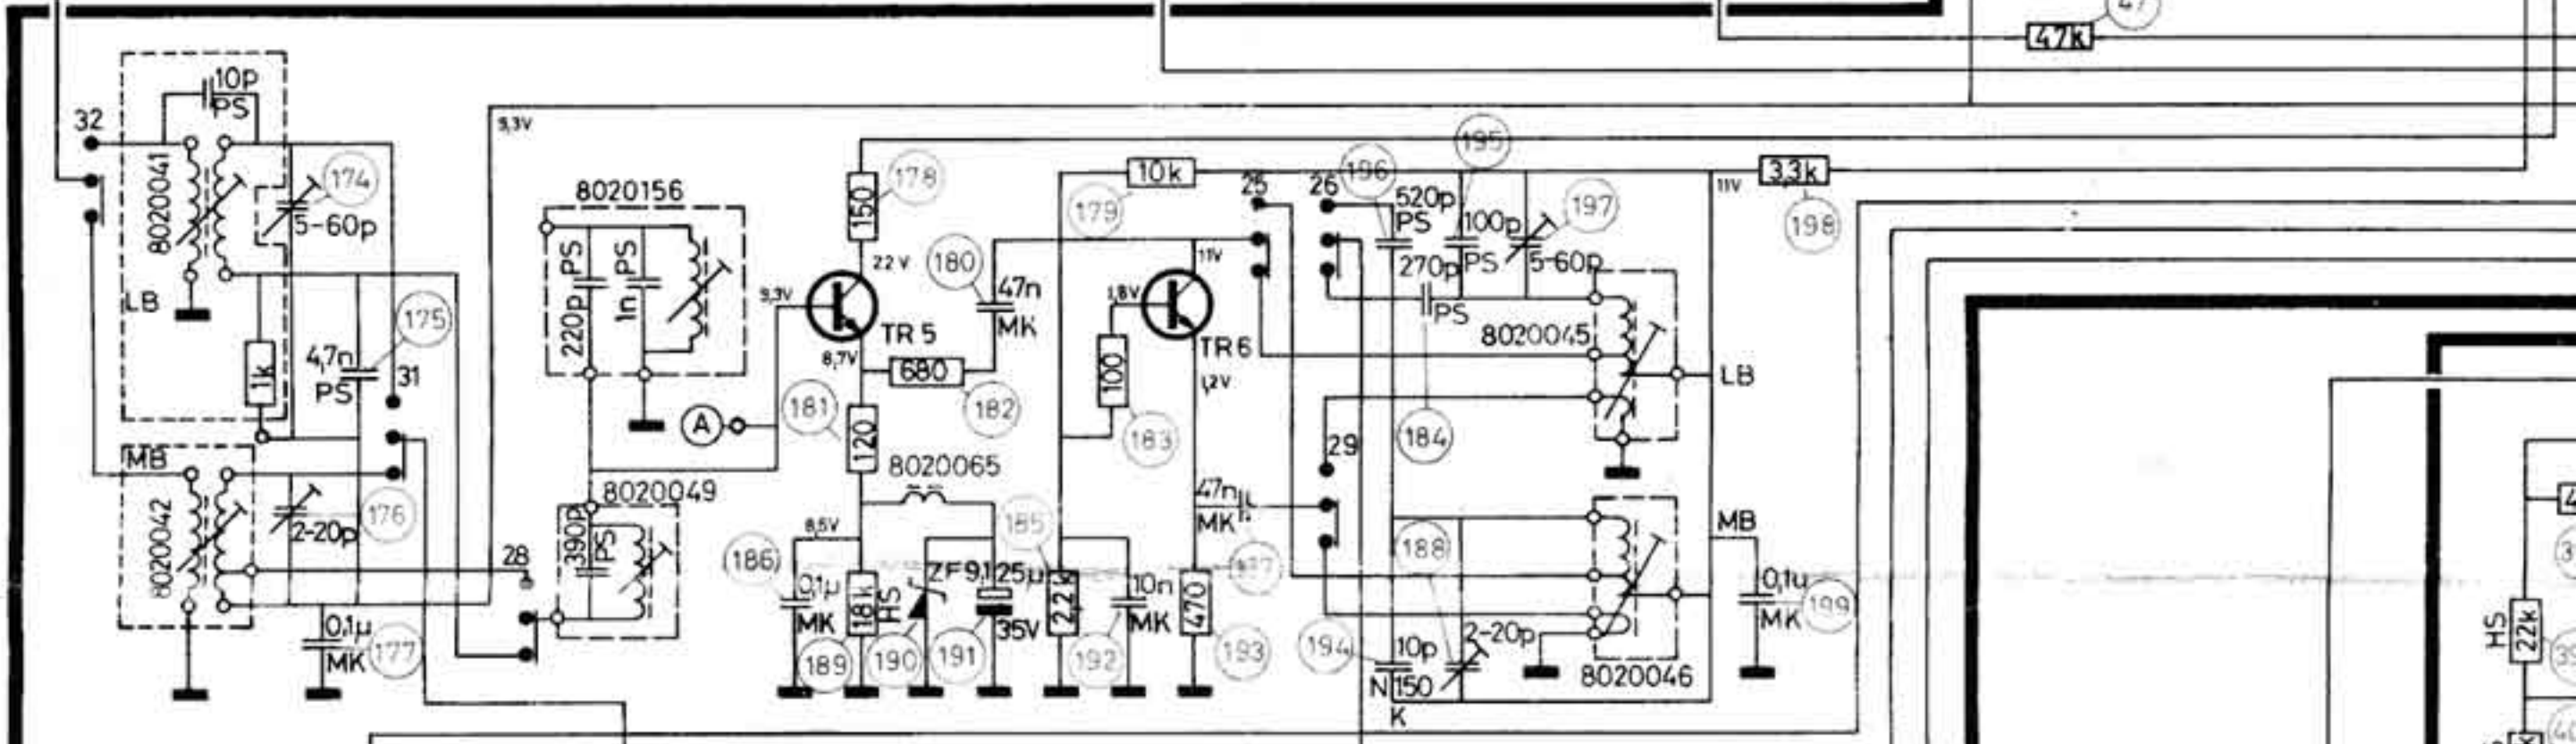 47
47k
10p
PS
32
8020041
174
5-60p
LB
1k
4,7n
PS
175
31
MB
8020042
2-20p
176
0,1µ
MK
177
9,3V
8020156
220p PS
1n PS
A
8020049
390p
PS
28
150
178
22V
9,3V
TR 5
8,7V
180
47n
MK
680
182
181
120
8020065
8,5V
186
0,1µ
MK
189
18k
HS
190
ZF9,1
25µ
35V
191
185
2,2k
10n
MK
192
10k
179
11V
1,8V
TR6
1,2V
100
183
47n
MK
470
193
25
26
196
520p
PS
195
100p
PS
197
5-60p
270p
PS
184
8020045
LB
29
188
194
10p
N150
K
2-20p
8020046
MB
11V
3,3k
198
0,1µ
MK
199
HS
22k